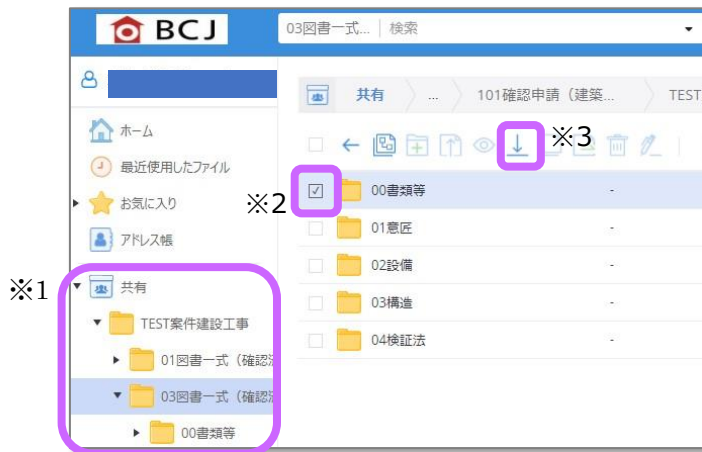 BCJ
03図書一式... 検索
共有 ... 101確認申請（建築... TEST
※3
ホーム
最近使用したファイル
お気に入り
アドレス帳
※2
00書類等 -
01意匠 -
02設備 -
03構造 -
04検証法 -
※1
共有
TEST案件建設工事
01図書一式（確認
03図書一式（確認
00書類等